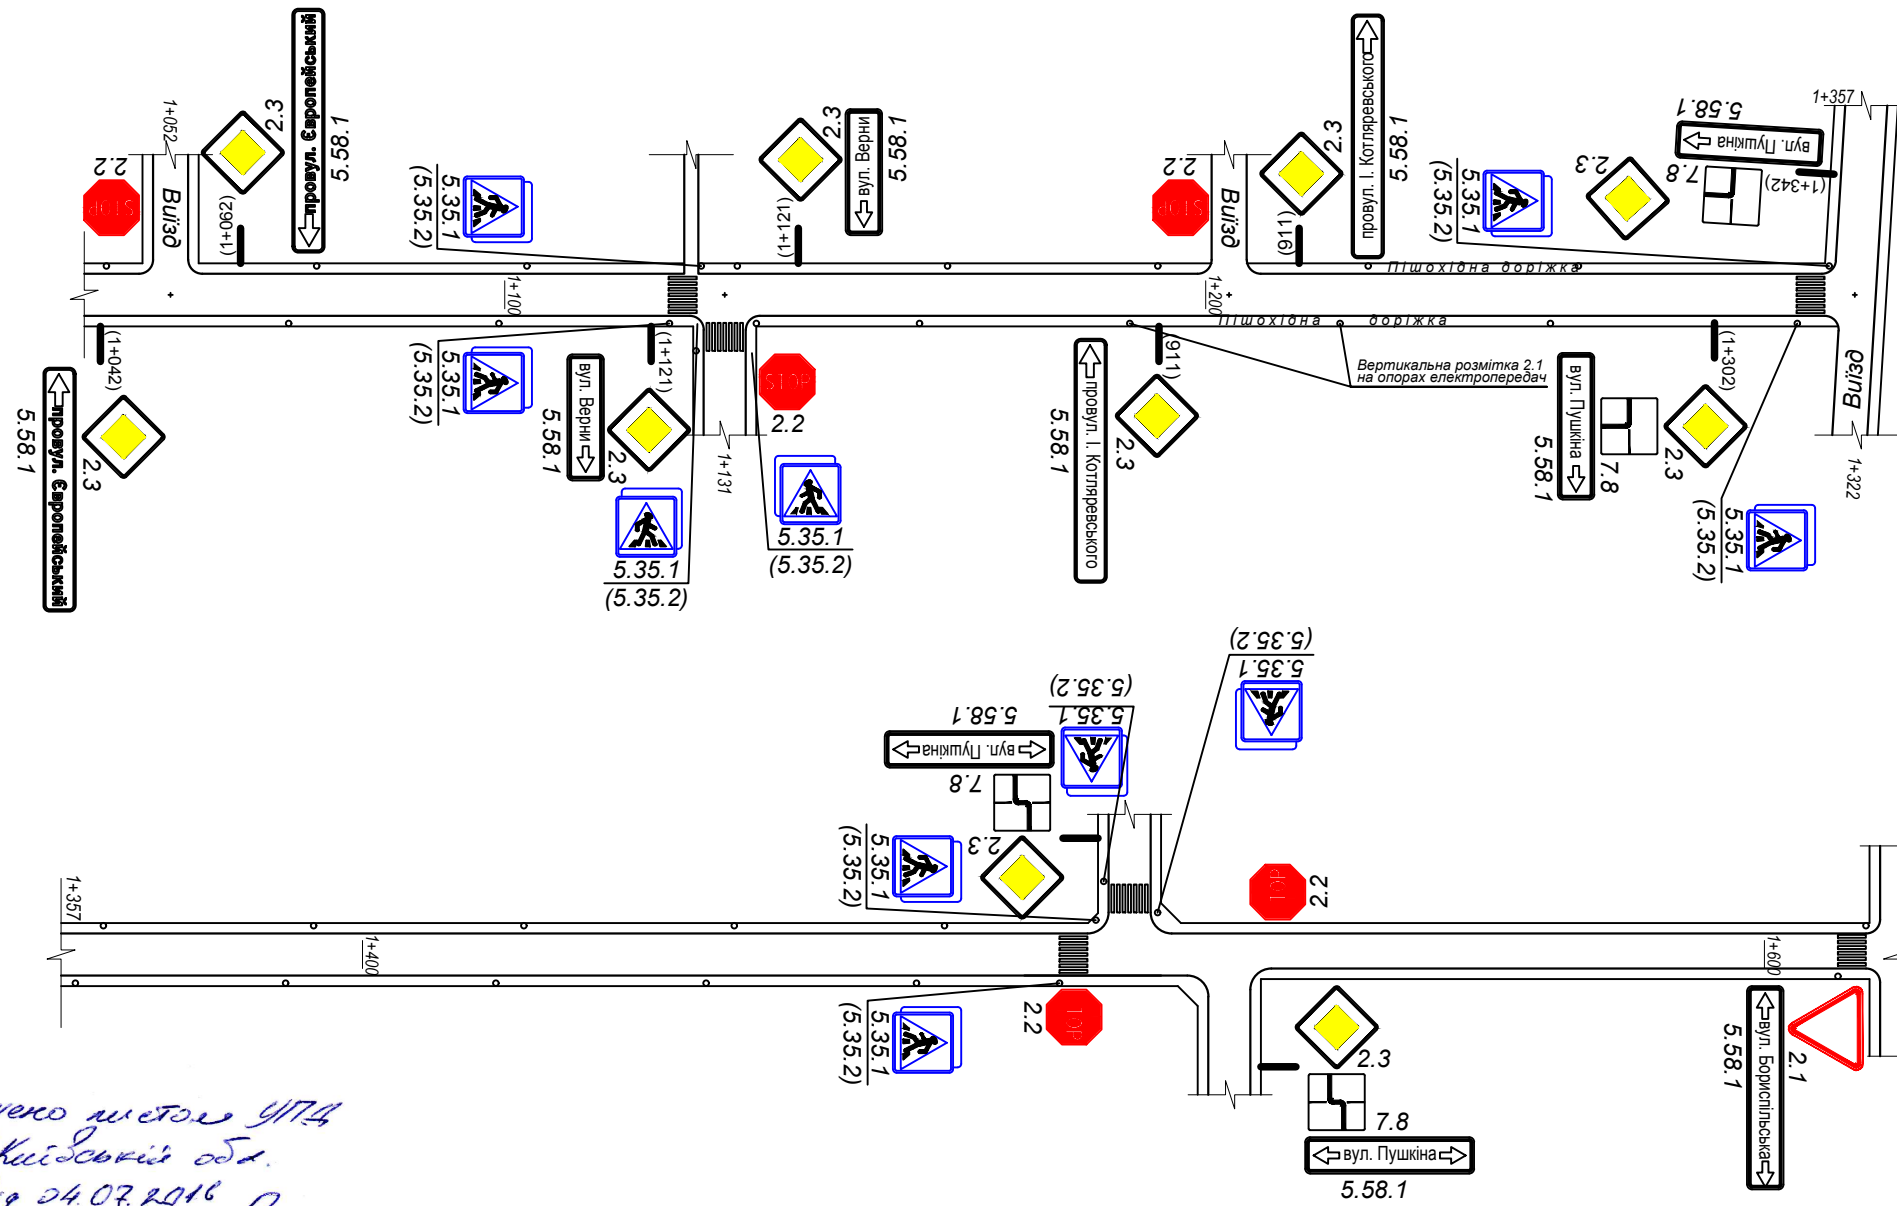 провул. Європейський
5.58.1
2.3
1+052
2.2
STOP
Виїзд
(1+062)
5.35.1
(5.35.2)
2.3
вул. Верни
5.58.1
(1+121)
2.2
STOP
Виїзд
2.3
провул. І. Котляревського
5.58.1
(911)
5.35.1
(5.35.2)
2.3
5.58.1
вул. Пушкіна
7.8
(1+342)
1+357
Пішохідна доріжка
1+100
1+200
Пішохідна доріжка
(1+042)
провул. Європейський
5.58.1
2.3
5.35.1
(5.35.2)
(1+121)
вул. Верни
5.58.1
2.3
STOP
2.2
1+131
5.35.1
(5.35.2)
5.35.1
(5.35.2)
провул. І. Котляревського
5.58.1
(911)
2.3
Вертикальна розмітка 2.1
на опорах електропередач
вул. Пушкіна
5.58.1
7.8
2.3
(1+302)
5.35.1
(5.35.2)
Виїзд
1+322
(5.35.2)
5.35.1
(5.35.2)
5.35.1
5.58.1
вул. Пушкіна
7.8
2.3
5.35.1
(5.35.2)
2.2
TOP
1+357
1+400
1+600
5.35.1
(5.35.2)
2.2
TOP
2.3
7.8
вул. Пушкіна
5.58.1
вул. Бориспільська
5.58.1
2.1
листом УПД
Київській обл.
04.07.2016